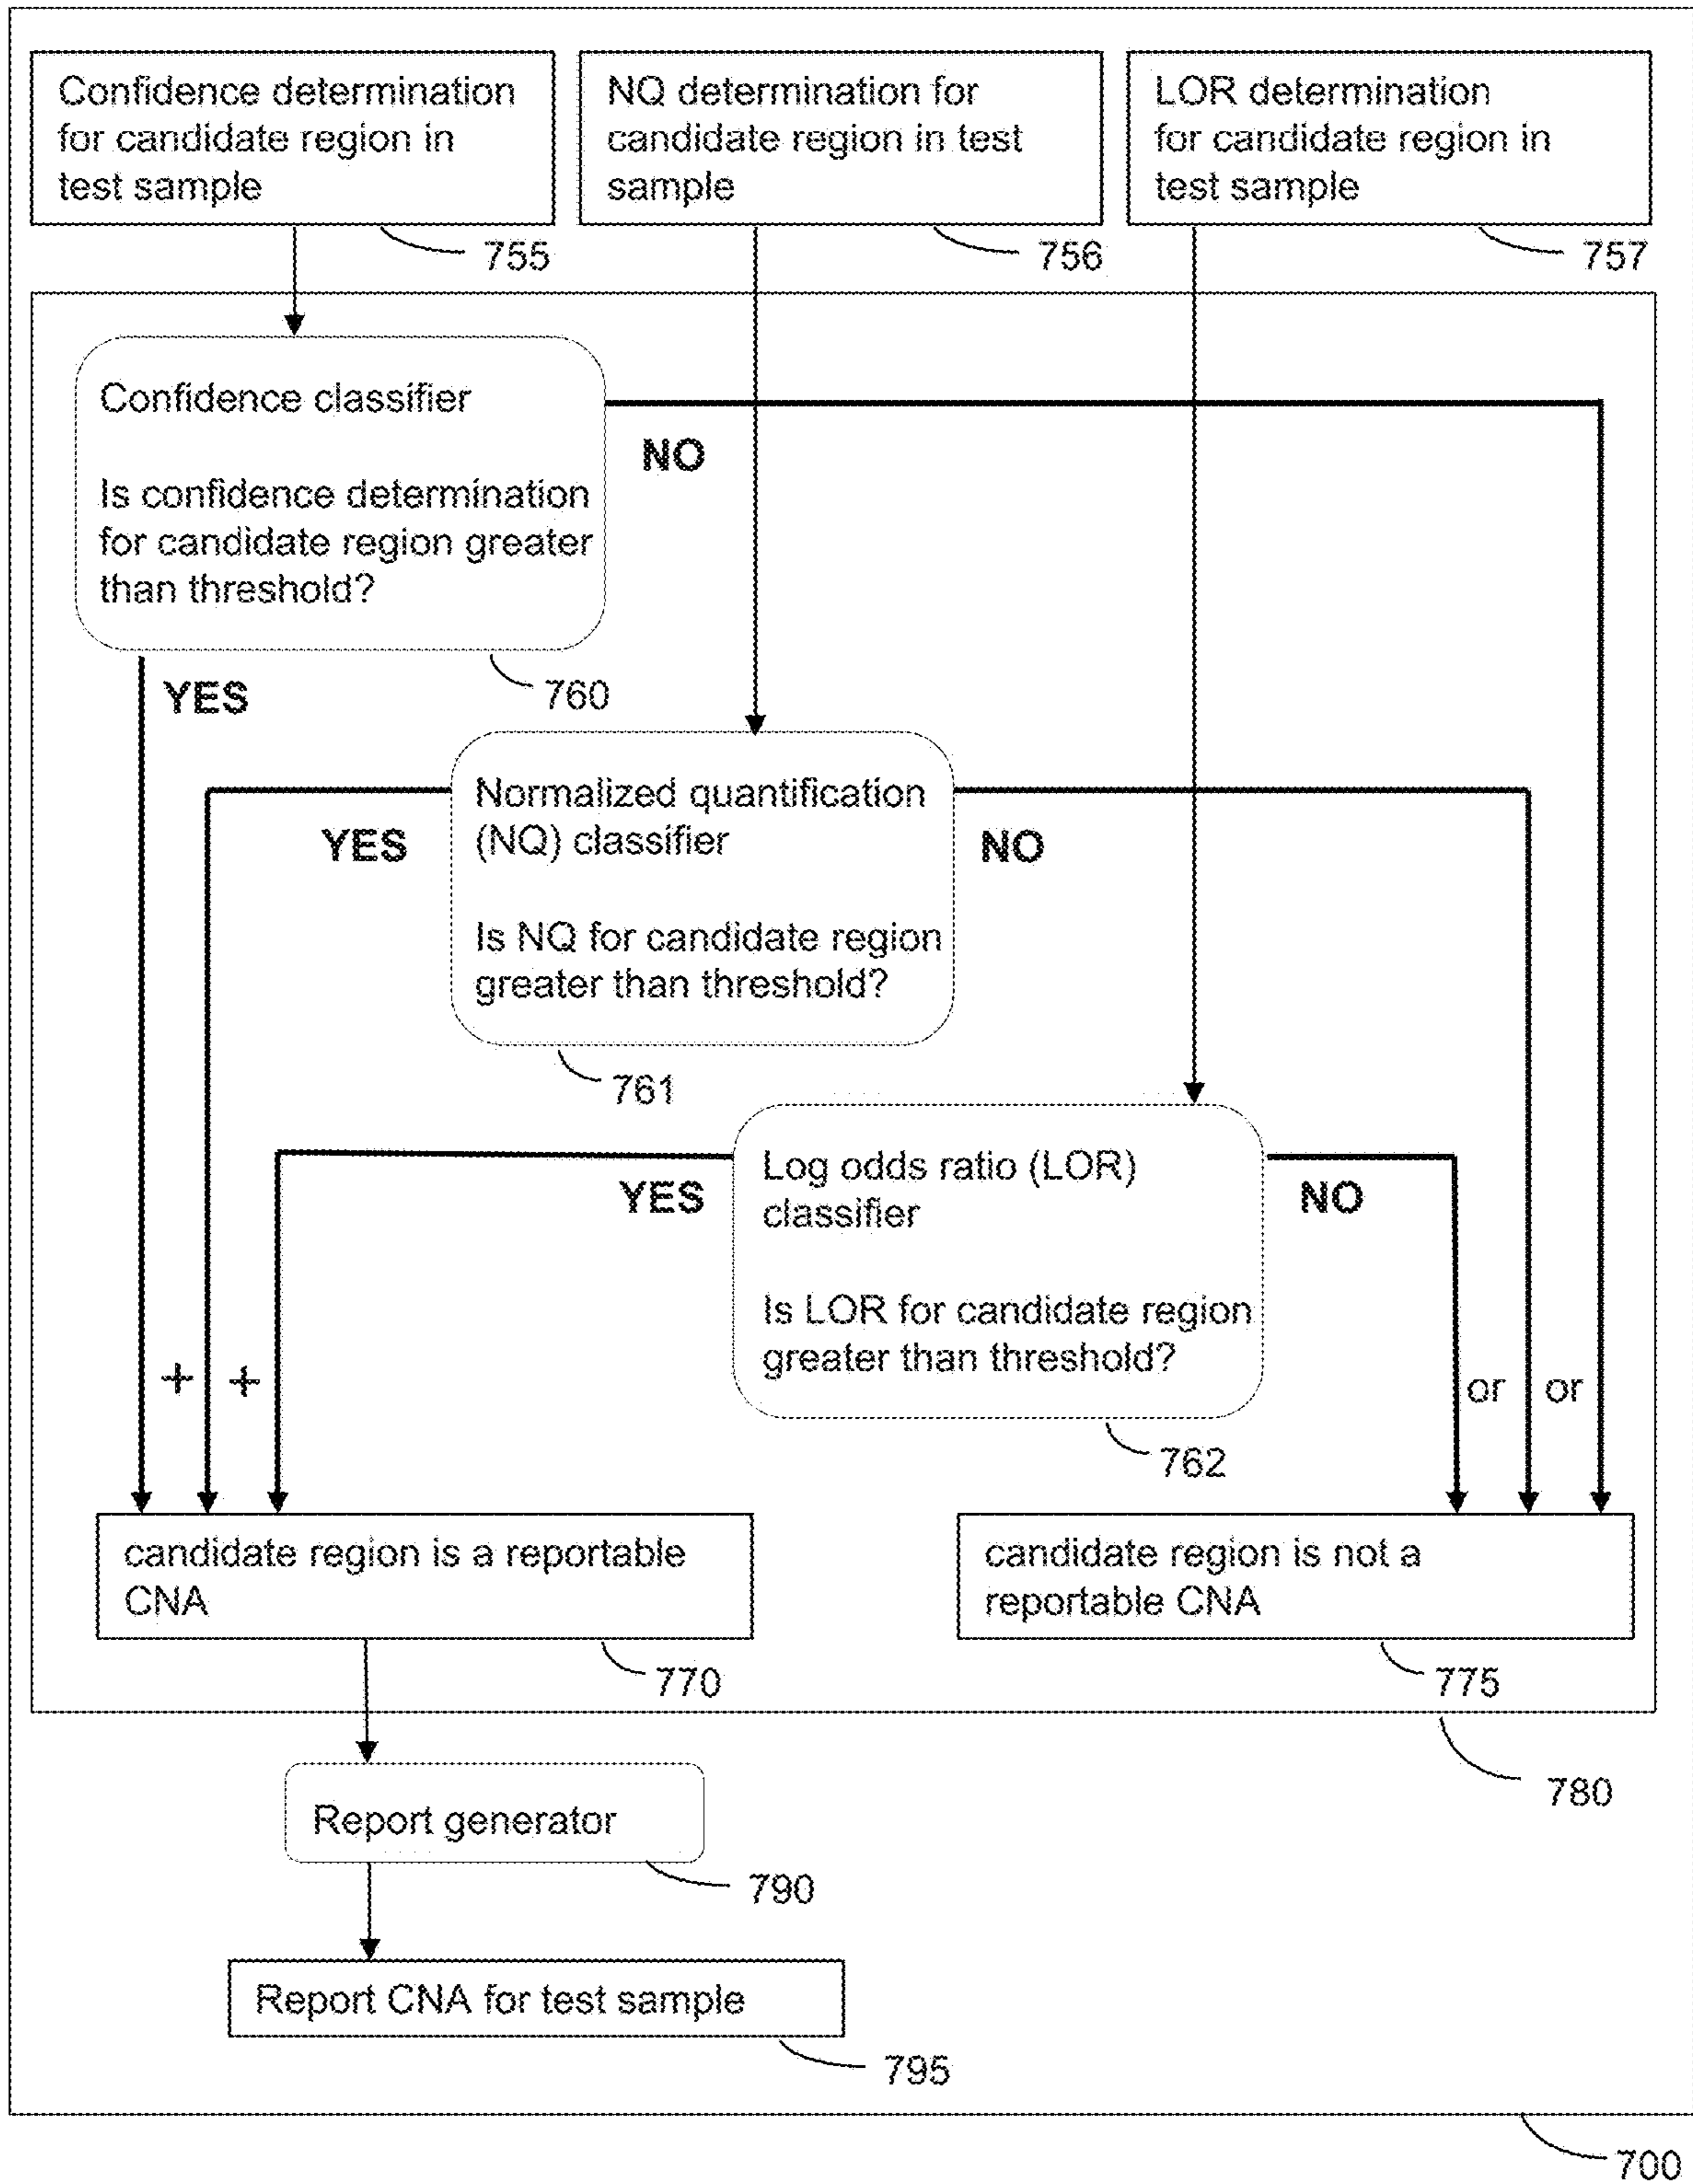 Confidence determination
for candidate region in
test sample
755
NQ determination for
candidate region in test
sample
756
LOR determination
for candidate region in
test sample
757
Confidence classifier
Is confidence determination
for candidate region greater
than threshold?
760
NO
YES
Normalized quantification
(NQ) classifier
Is NQ for candidate region
greater than threshold?
761
YES
NO
Log odds ratio (LOR)
classifier
Is LOR for candidate region
greater than threshold?
762
YES
NO
+ +
or or
candidate region is a reportable
CNA
770
candidate region is not a
reportable CNA
775
780
Report generator
790
Report CNA for test sample
795
700